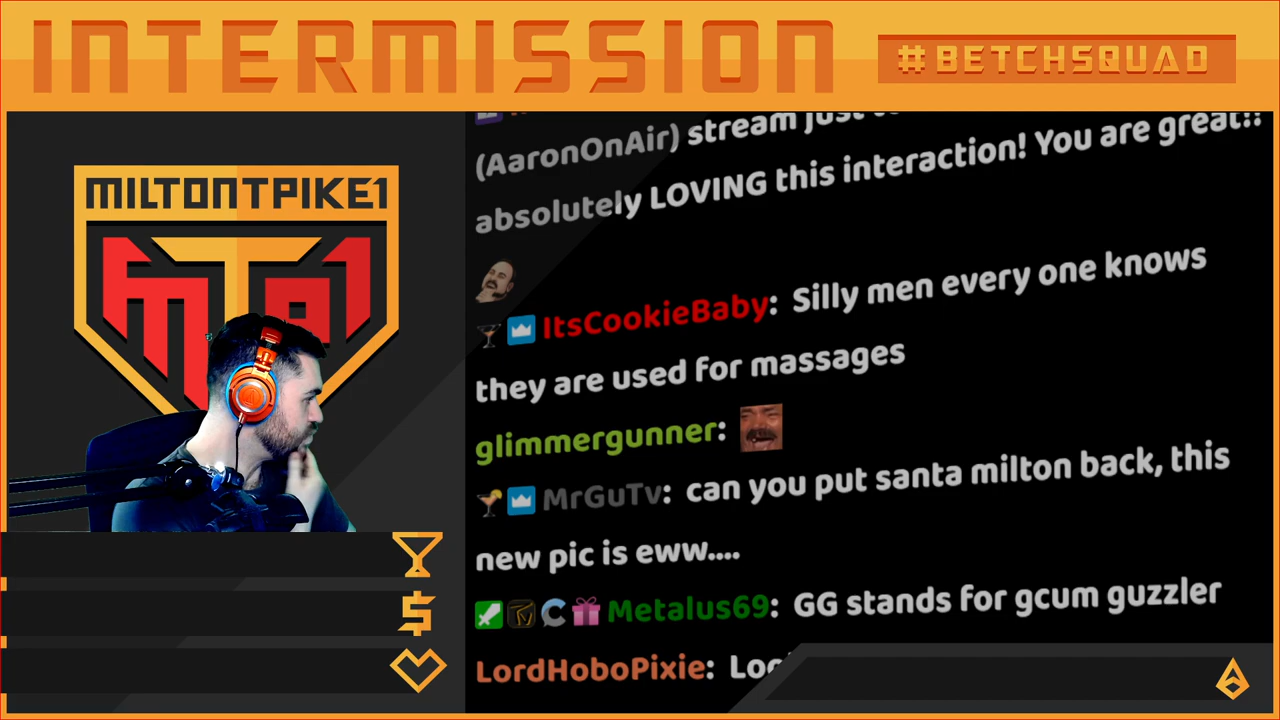 INTERMISSION
#BETCHSQUAD
MILTONTPIKE1
(AaronOnAir) stream just
absolutely LOVING this interaction! You are great!!
ItsCookieBaby: Silly men every one knows
they are used for massages
glimmergunner:
MrGuTv: can you put santa milton back, this
new pic is eww....
Metalus69: GG stands for gcum guzzler
LordHoboPixie: